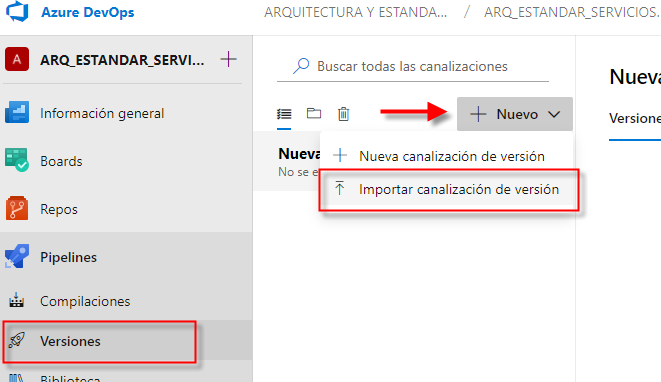 Azure DevOps
ARQUITECTURA Y ESTANDA... / ARQ_ESTANDAR_SERVICIOS.
A ARQ_ESTANDAR_SERVI...
Buscar todas las canalizaciones
Nueva
Información general
Versione
Nuevo
Nueva
Nueva canalización de versión
Boards
No se e
Importar canalización de versión
Repos
Pipelines
Compilaciones
Versiones
Biblioteca